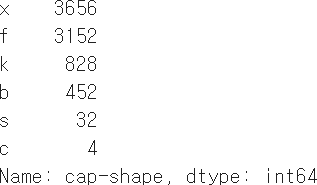 x 3656
f 3152
k 828
b 452
s 32
c 4
Name: cap-shape, dtype: int64